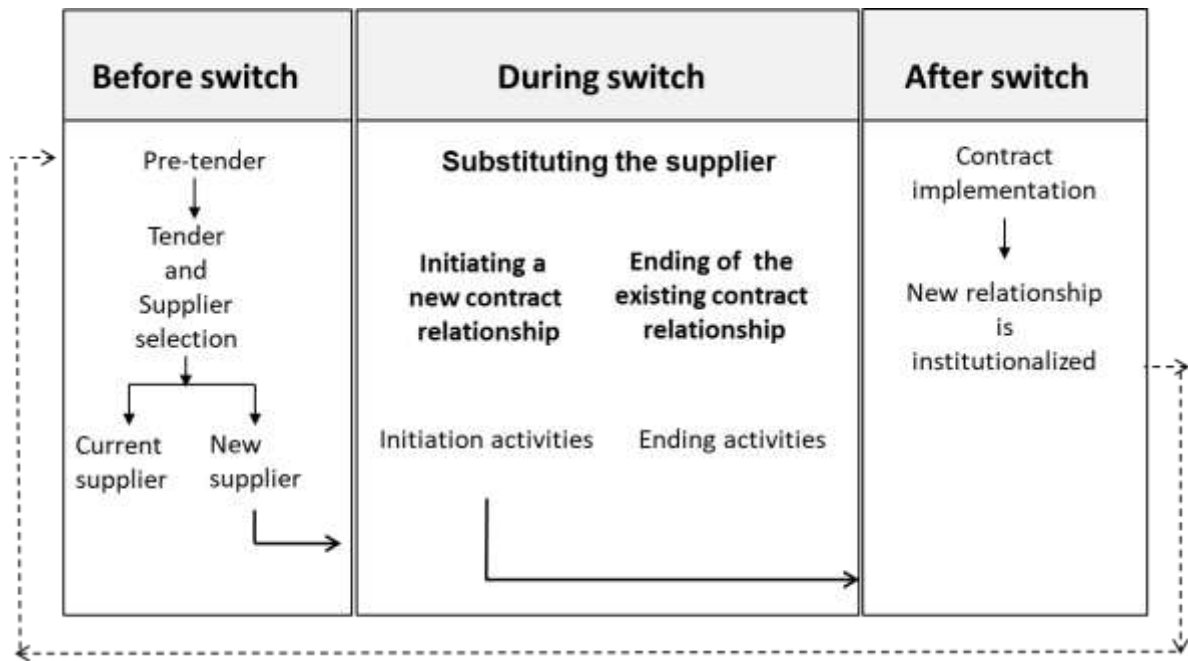 Before switch
During switch
After switch
Pre-tender
Tender
and
Supplier
selection
Current
supplier
New
supplier
Substituting the supplier
Initiating a
new contract
relationship
Ending of the
existing contract
relationship
Initiation activities
Ending activities
Contract
implementation
New relationship
is
institutionalized